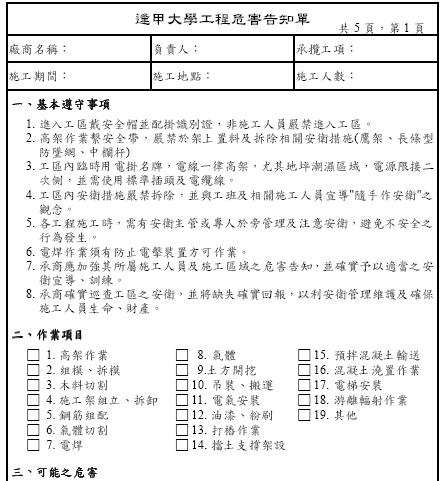 逢甲大學工程危害告知單
共 5 頁，第 1 頁
廠商名稱： 負責人： 承攬工項：
施工期間： 施工地點： 施工人數：
一、基本遵守事項
1. 進入工區戴安全帽並配掛識別證，非施工人員嚴禁進入工區。
2. 高架作業繫安全帶，嚴禁於架上置料及拆除相關安衛措施(鷹架、長條型
防墜網、中欄杆)
3. 工區內臨時用電掛名牌，電線一律高架，尤其地坪潮濕區域，電源限接二
次側，並需使用標準插頭及電纜線。
4. 工區內安衛措施嚴禁拆除，並與工班及相關施工人員宣導"隨手作安衛"之
觀念。
5. 各工程施工時，需有安衛主管或專人於旁管理及注意安衛，避免不安全之
行為發生。
6. 電焊作業須有防止電擊裝置方可作業。
7. 承商應加強其所屬施工人員及施工區域之危害告知，並確實予以適當之安
衛宣導、訓練。
8. 承商確實巡查工區之安衛，並將缺失確實回報，以利安衛管理維護及確保
施工人員生命、財產。
二、作業項目
□ 1. 高架作業 □ 8. 氣體 □ 15. 預拌混凝土輸送
□ 2. 組模、拆模 □ 9.土方開挖 □ 16. 混凝土澆置作業
□ 3. 木料切割 □ 10. 吊裝、搬運 □ 17. 電梯安裝
□ 4. 施工架組立、拆卸 □ 11. 電氣安裝 □ 18. 游離輻射作業
□ 5. 鋼筋組配 □ 12. 油漆、粉刷 □ 19. 其他
□ 6. 氣體切割 □ 13. 打樁作業
□ 7. 電焊 □ 14. 擋土支撐架設
三、可能之危害